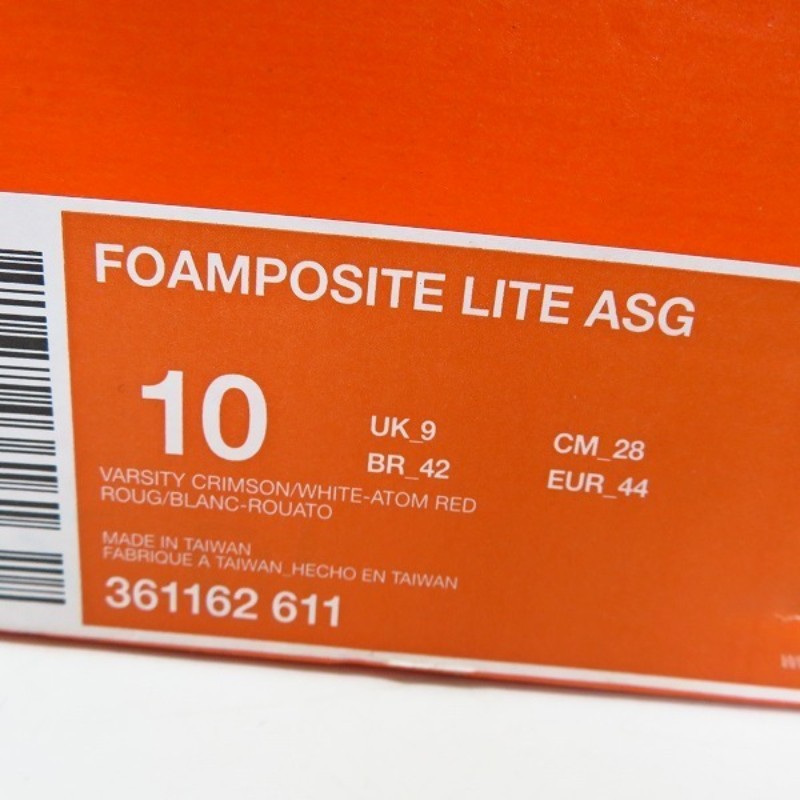 FOAMPOSITE LITE ASG
10
UK_9
CM_28
BR_42
EUR_44
VARSITY CRIMSON/WHITE-ATOM RED
ROUG/BLANC-ROUATO
MADE IN TAIWAN
FABRIQUE A TAIWAN_HECHO EN TAIWAN
361162 611